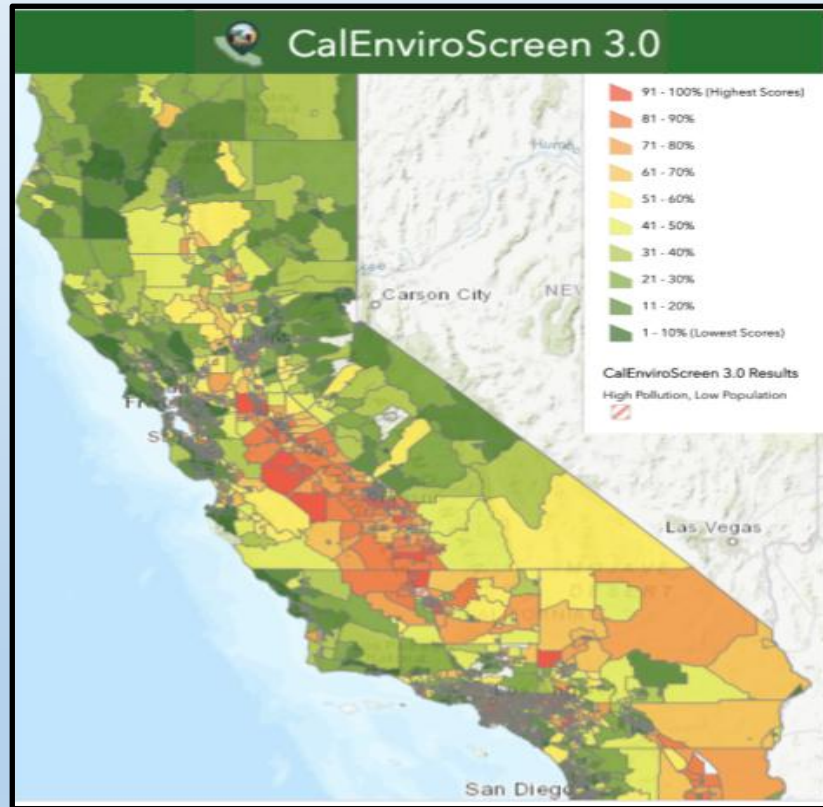 CalEnviroScreen 3.0
91 - 100% (Highest Scores)
81 - 90%
71 - 80%
61 - 70%
51 - 60%
41 - 50%
31 - 40%
21 - 30%
11 - 20%
1 - 10% (Lowest Scores)
CalEnviroScreen 3.0 Results
High Pollution, Low Population
Carson City
NEV
Las Vegas
San Diego